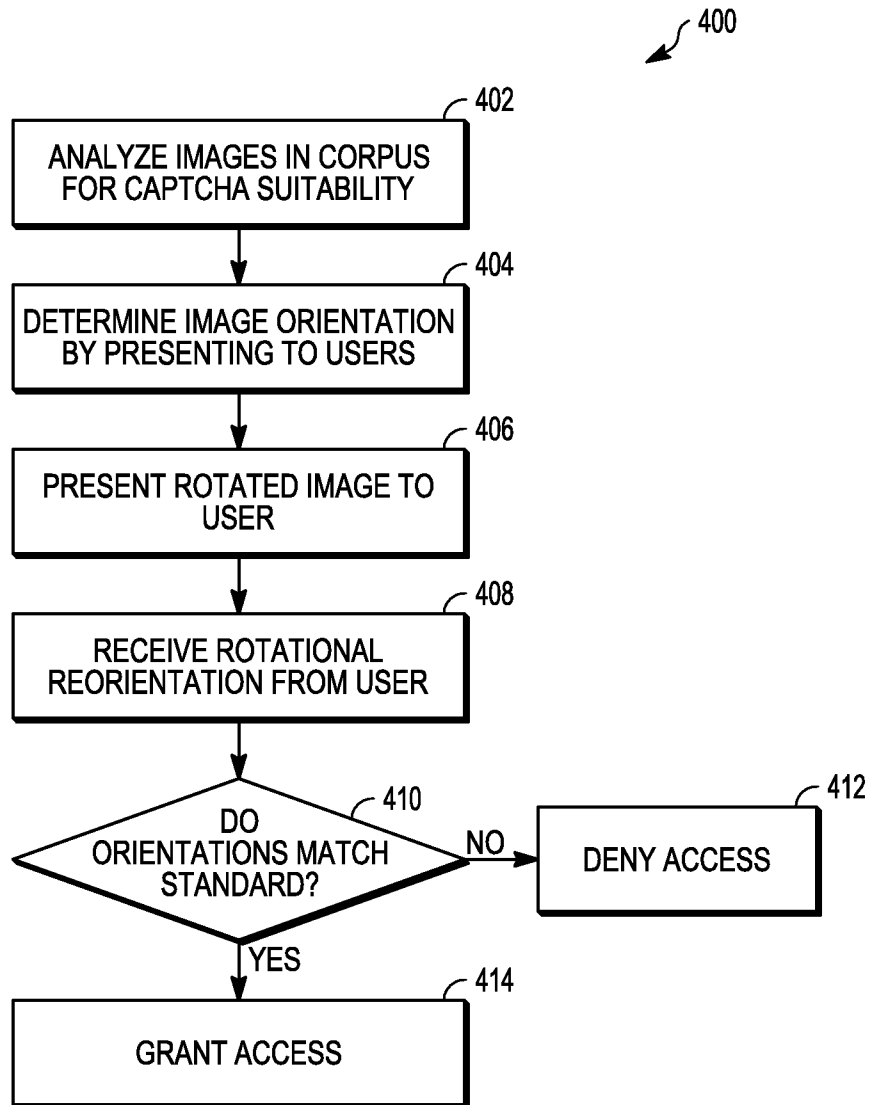 400
402
ANALYZE IMAGES IN CORPUS
FOR CAPTCHA SUITABILITY
404
DETERMINE IMAGE ORIENTATION
BY PRESENTING TO USERS
406
PRESENT ROTATED IMAGE TO
USER
408
RECEIVE ROTATIONAL
REORIENTATION FROM USER
410
DO
ORIENTATIONS MATCH
STANDARD?
NO
412
DENY ACCESS
YES
414
GRANT ACCESS